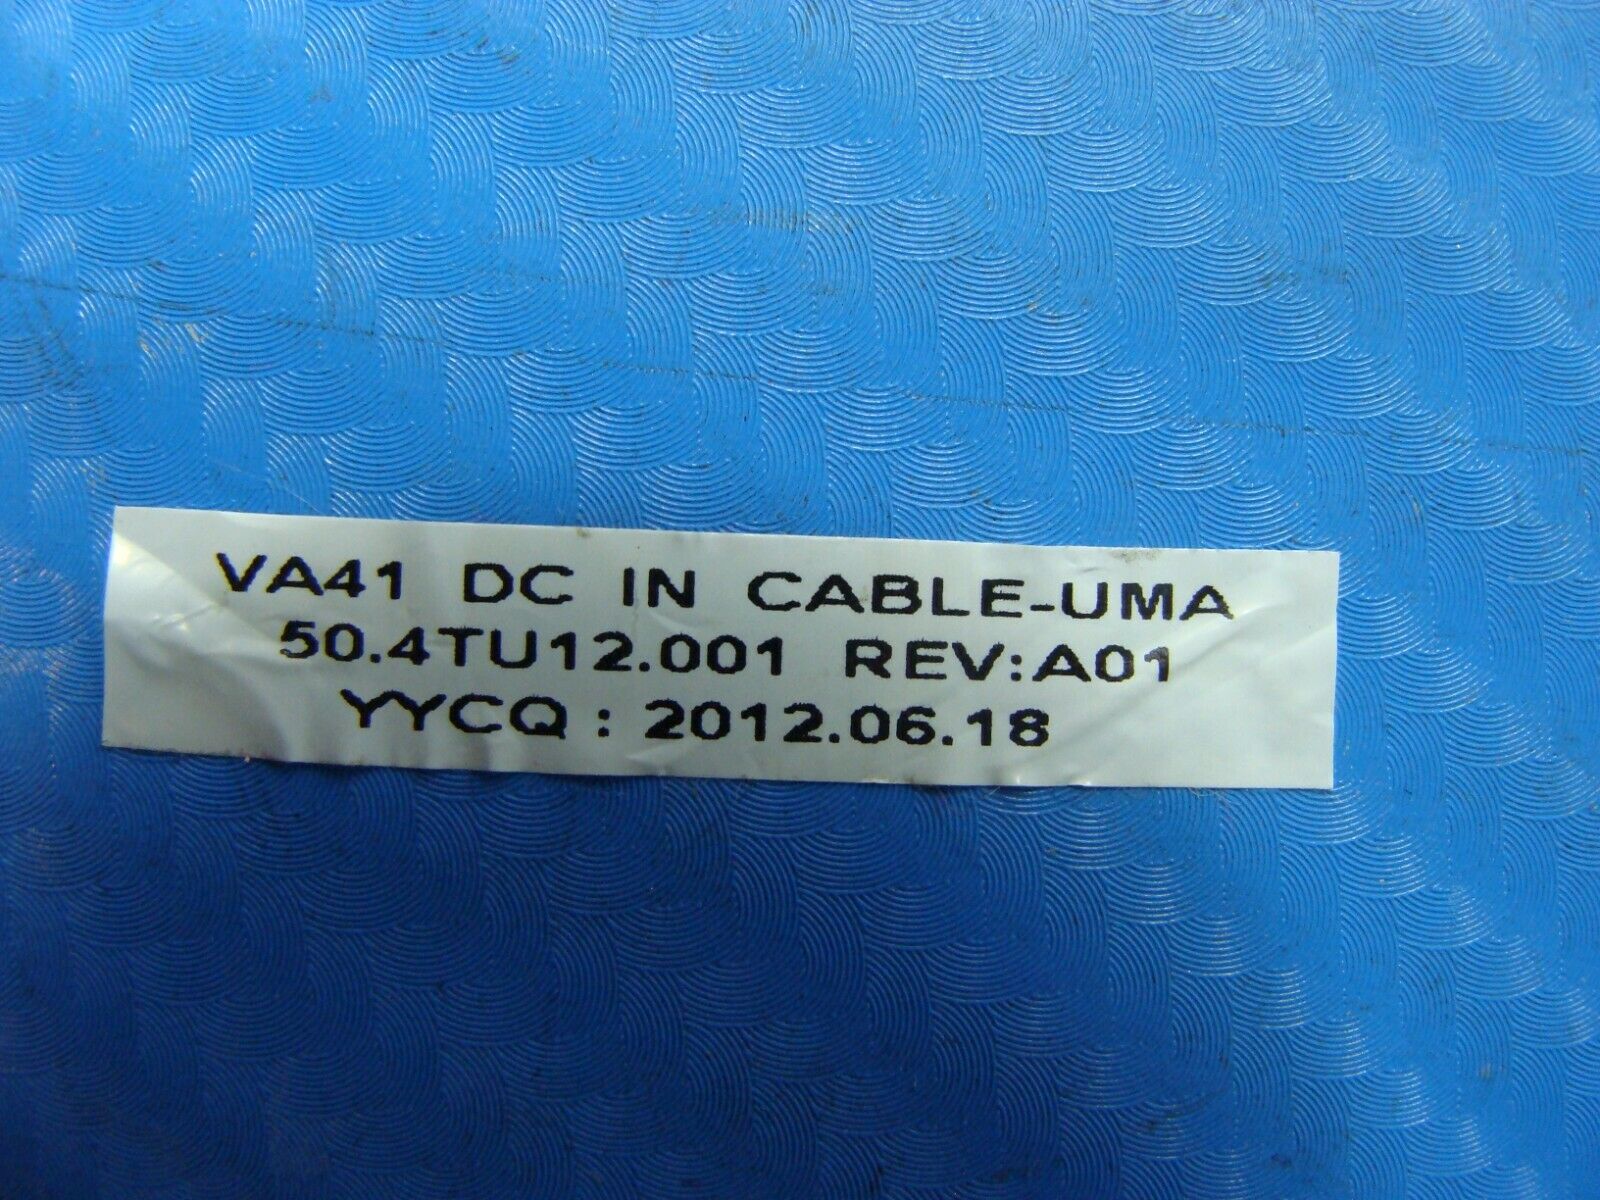 VA41 DC IN CABLE-UMA
50.4TU12.001 REV:A01
YYCQ : 2012.06.18